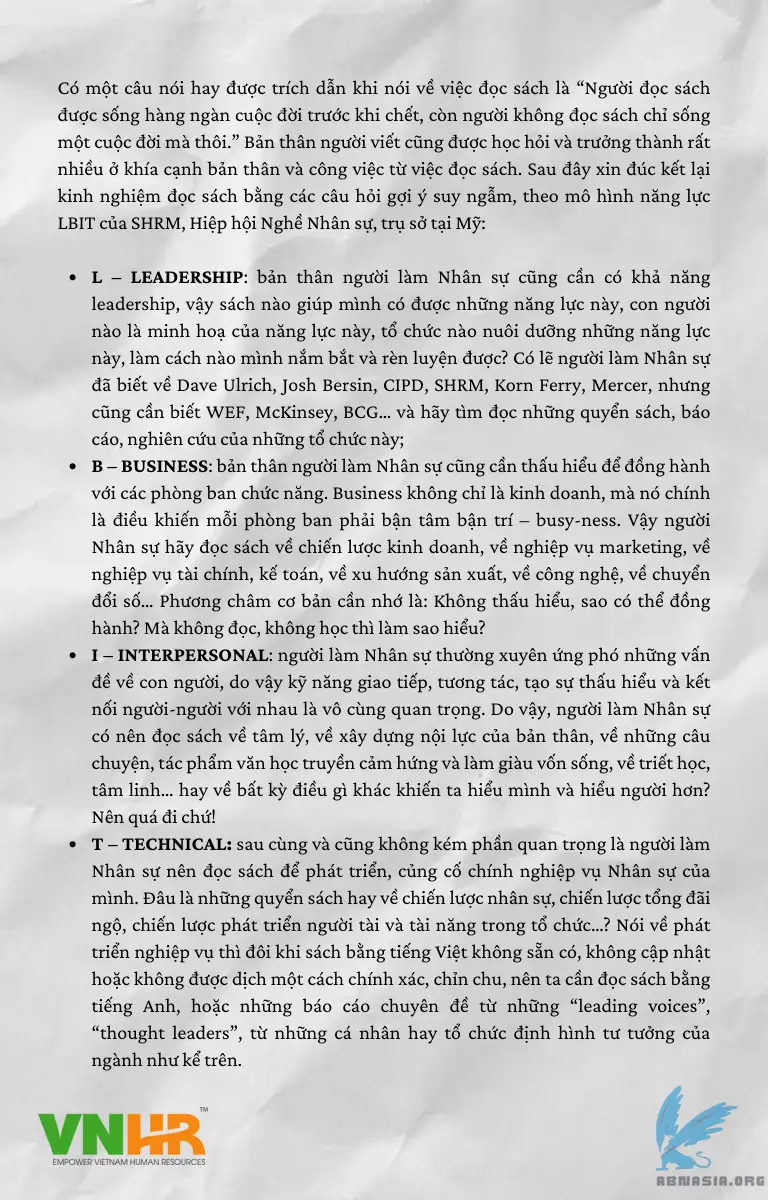 Có một câu nói hay được trích dẫn khi nói về việc đọc sách là “Người đọc sách
được sống hàng ngàn cuộc đời trước khi chết, còn người không đọc sách chỉ sống
một cuộc đời mà thôi.” Bản thân người viết cũng được học hỏi và trưởng thành rất
nhiều ở khía cạnh bản thân và công việc từ việc đọc sách. Sau đây xin đúc kết lại
kinh nghiệm đọc sách bằng các câu hỏi gợi ý suy ngẫm, theo mô hình năng lực
LBIT của SHRM, Hiệp hội Nghề Nhân sự, trụ sở tại Mỹ:
• L – LEADERSHIP: bản thân người làm Nhân sự cũng cần có khả năng
leadership, vậy sách nào giúp mình có được những năng lực này, con người
nào là minh hoạ của năng lực này, tổ chức nào nuôi dưỡng những năng lực
này, làm cách nào mình nắm bắt và rèn luyện được? Có lẽ người làm Nhân sự
đã biết về Dave Ulrich, Josh Bersin, CIPD, SHRM, Korn Ferry, Mercer, nhưng
cũng cần biết WEF, McKinsey, BCG... và hãy tìm đọc những quyển sách, báo
cáo, nghiên cứu của những tổ chức này;
• B – BUSINESS: bản thân người làm Nhân sự cũng cần thấu hiểu để đồng hành
với các phòng ban chức năng. Business không chỉ là kinh doanh, mà nó chính
là điều khiến mỗi phòng ban phải bận tâm bận trí – busy-ness. Vậy người
Nhân sự hãy đọc sách về chiến lược kinh doanh, về nghiệp vụ marketing, về
nghiệp vụ tài chính, kế toán, về xu hướng sản xuất, về công nghệ, về chuyển
đổi số... Phương châm cơ bản cần nhớ là: Không thấu hiểu, sao có thể đồng
hành? Mà không đọc, không học thì làm sao hiểu?
• I – INTERPERSONAL: người làm Nhân sự thường xuyên ứng phó những vấn
đề về con người, do vậy kỹ năng giao tiếp, tương tác, tạo sự thấu hiểu và kết
nối người-người với nhau là vô cùng quan trọng. Do vậy, người làm Nhân sự
có nên đọc sách về tâm lý, về xây dựng nội lực của bản thân, về những câu
chuyện, tác phẩm văn học truyền cảm hứng và làm giàu vốn sống, về triết học,
tâm linh... hay về bất kỳ điều gì khác khiến ta hiểu mình và hiểu người hơn?
Nên quá đi chứ!
• T – TECHNICAL: sau cùng và cũng không kém phần quan trọng là người làm
Nhân sự nên đọc sách để phát triển, củng cố chính nghiệp vụ Nhân sự của
mình. Đâu là những quyển sách hay về chiến lược nhân sự, chiến lược tổng đãi
ngộ, chiến lược phát triển người tài và tài năng trong tổ chức...? Nói về phát
triển nghiệp vụ thì đôi khi sách bằng tiếng Việt không sẵn có, không cập nhật
hoặc không được dịch một cách chính xác, chỉn chu, nên ta cần đọc sách bằng
tiếng Anh, hoặc những báo cáo chuyên đề từ những “leading voices”,
“thought leaders”, từ những cá nhân hay tổ chức định hình tư tưởng của
ngành như kể trên.
VNHR™
EMPOWER VIETNAM HUMAN RESOURCES
ABNASIA.ORG